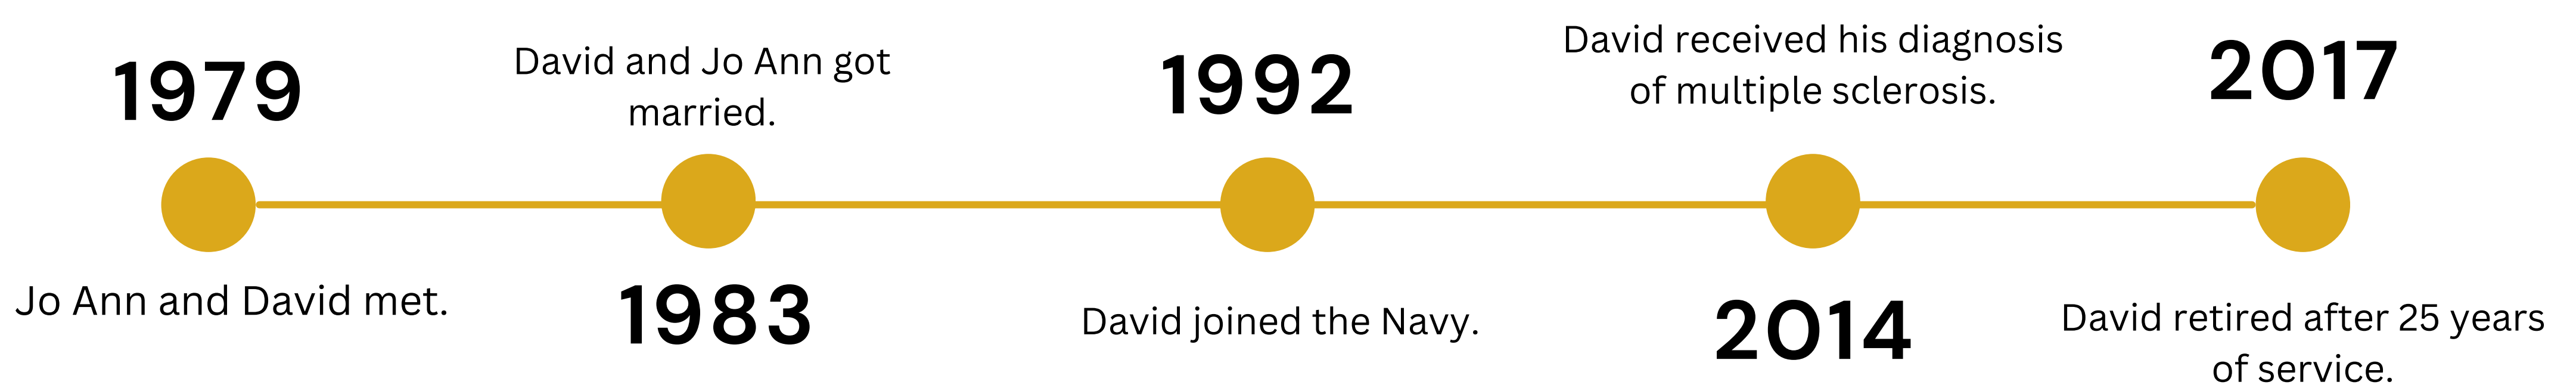 1979
Jo Ann and David met.
David and Jo Ann got
married.
1983
1992
David joined the Navy.
David received his diagnosis
of multiple sclerosis.
2014
2017
David retired after 25 years
of service.